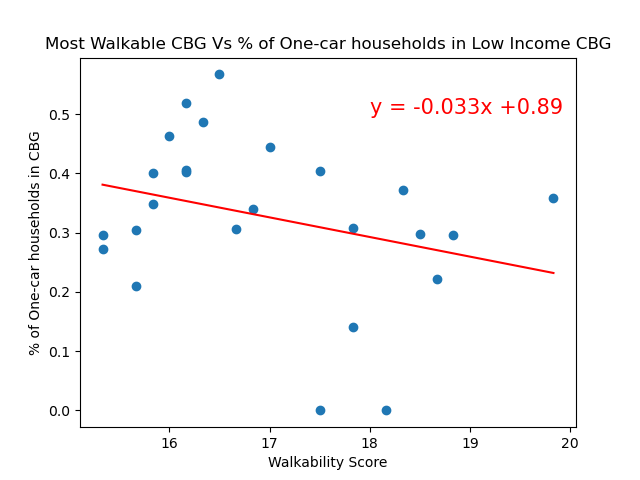 Most Walkable CBG Vs % of One-car households in Low Income CBG
y = -0.033x +0.89
% of One-car households in CBG
0.5
0.4
0.3
0.2
0.1
0.0
16 17 18 19 20
Walkability Score